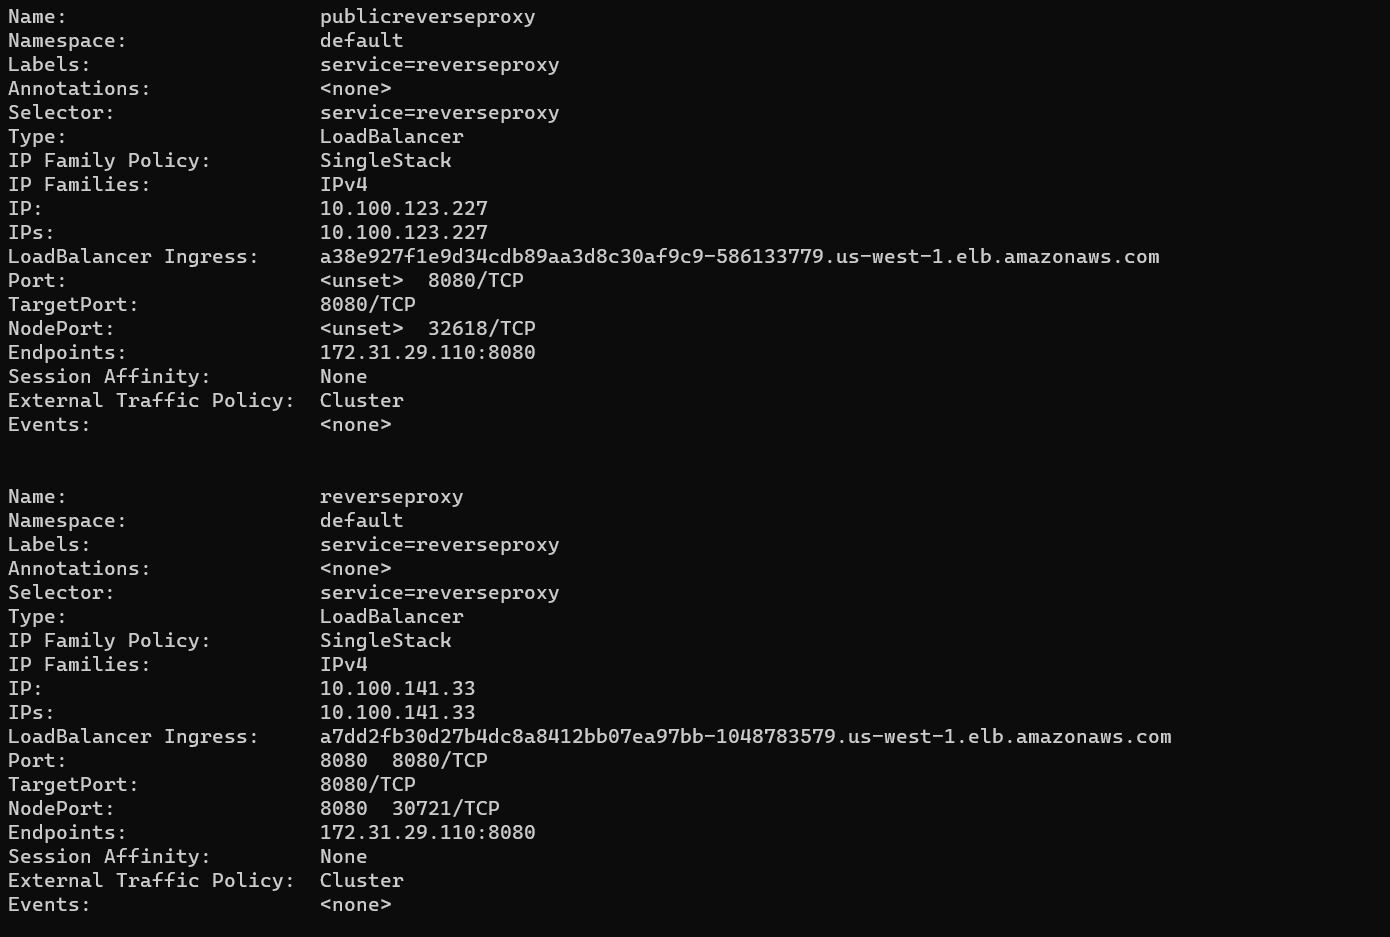 Name:                     publicreverseproxy
Namespace:                default
Labels:                   service=reverseproxy
Annotations:              <none>
Selector:                 service=reverseproxy
Type:                     LoadBalancer
IP Family Policy:         SingleStack
IP Families:              IPv4
IP:                       10.100.123.227
IPs:                      10.100.123.227
LoadBalancer Ingress:     a38e927f1e9d34cdb89aa3d8c30af9c9-586133779.us-west-1.elb.amazonaws.com
Port:                     <unset>  8080/TCP
TargetPort:               8080/TCP
NodePort:                 <unset>  32618/TCP
Endpoints:                172.31.29.110:8080
Session Affinity:         None
External Traffic Policy:  Cluster
Events:                   <none>
Name:                     reverseproxy
Namespace:                default
Labels:                   service=reverseproxy
Annotations:              <none>
Selector:                 service=reverseproxy
Type:                     LoadBalancer
IP Family Policy:         SingleStack
IP Families:              IPv4
IP:                       10.100.141.33
IPs:                      10.100.141.33
LoadBalancer Ingress:     a7dd2fb30d27b4dc8a8412bb07ea97bb-1048783579.us-west-1.elb.amazonaws.com
Port:                     8080  8080/TCP
TargetPort:               8080/TCP
NodePort:                 8080  30721/TCP
Endpoints:                172.31.29.110:8080
Session Affinity:         None
External Traffic Policy:  Cluster
Events:                   <none>